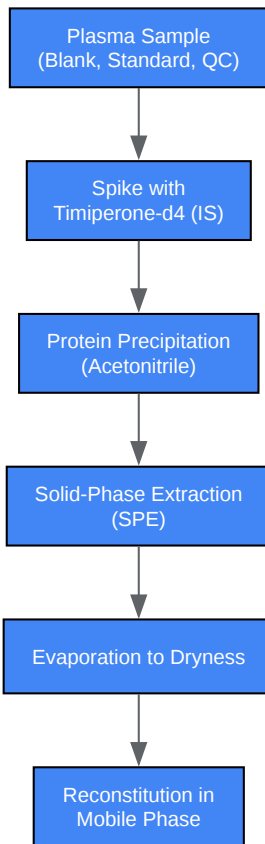 Plasma Sample
(Blank, Standard, QC)
Spike with
Timiperone-d4 (IS)
Protein Precipitation
(Acetonitrile)
Solid-Phase Extraction
(SPE)
Evaporation to Dryness
Reconstitution in
Mobile Phase